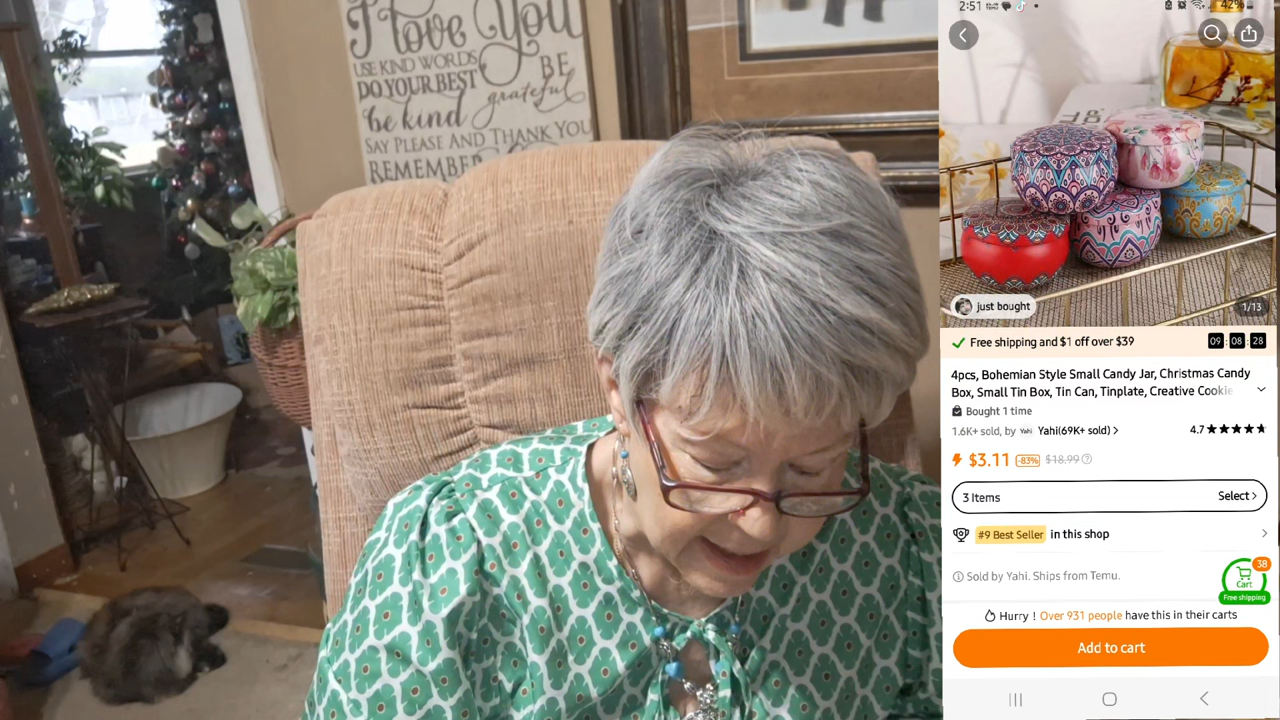 I love You
USE KIND WORDS
DO YOUR BEST
BE
grateful
be kind
SAY PLEASE AND THANK YOU
REMEMBER
2:51
42%
just bought
1/13
Free shipping and $1 off over $39
09:08:28
4pcs, Bohemian Style Small Candy Jar, Christmas Candy
Box, Small Tin Box, Tin Can, Tinplate, Creative Cookie
Bought 1 time
1.6K+ sold, by Yahi Yahi(69K+ sold) >
4.7 ★★★★★
$3.11 -83% $18.99
3 Items
Select >
#9 Best Seller in this shop
Sold by Yahi. Ships from Temu.
38
Cart
Free shipping
Hurry ! Over 931 people have this in their carts
Add to cart